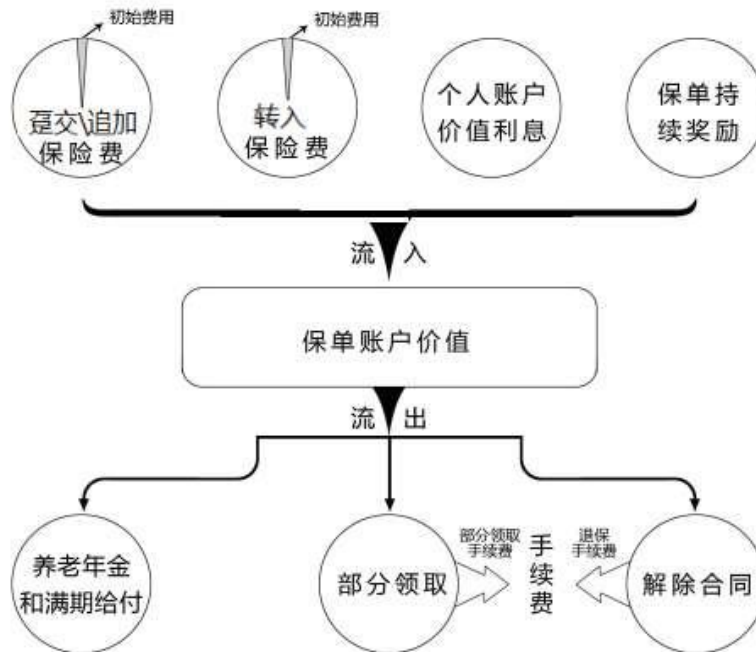 初始费用
初始费用
趸交\追加
保险费
转入
保险费
个人账户
价值利息
保单持
续奖励
流入
保单账户价值
流出
养老年金
和满期给付
部分领取
部分领取
手续费
手续费
退保
手续费
解除合同